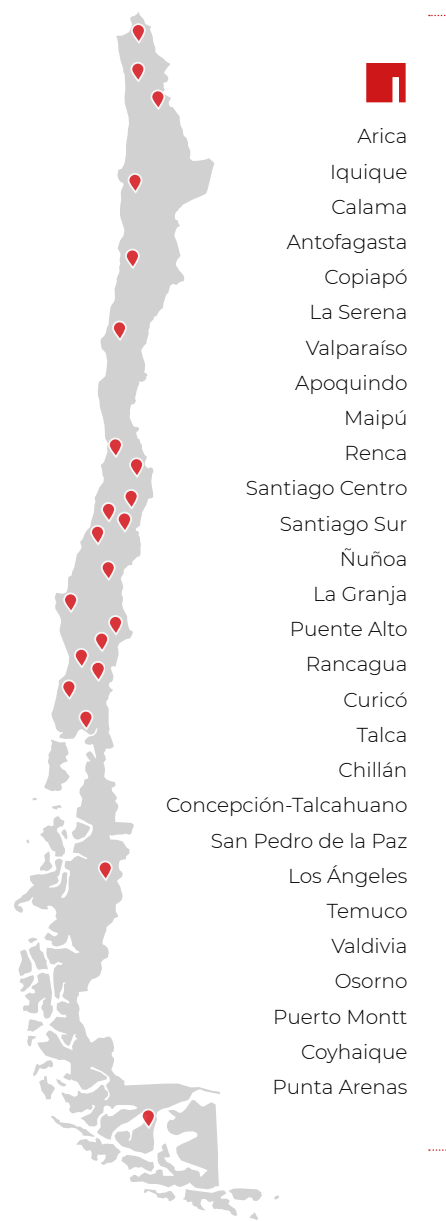 Arica
Iquique
Calama
Antofagasta
Copiapó
La Serena
Valparaíso
Apoquindo
Maipú
Renca
Santiago Centro
Santiago Sur
Ñuñoa
La Granja
Puente Alto
Rancagua
Curicó
Talca
Chillán
Concepción-Talcahuano
San Pedro de la Paz
Los Ángeles
Temuco
Valdivia
Osorno
Puerto Montt
Coyhaique
Punta Arenas